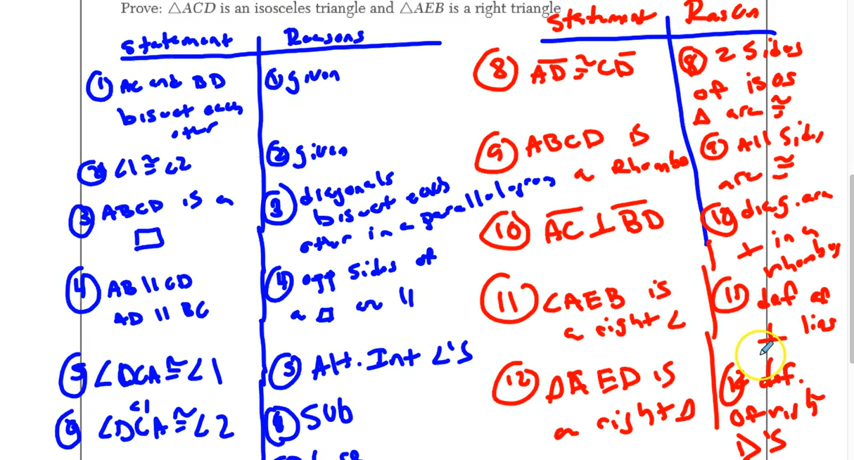 Prove: △ACD is an isosceles triangle and △AEB is a right triangle
Statement Reasons
① AC and BD
bisect each
other
① given
② ∠1 ≅ ∠2
② given
③ ABCD is a
▱
③ diagonals
bisect each
other in a parallelogram
④ AB ∥ CD
AD ∥ BC
④ opp sides of
a ▱ are ∥
⑤ ∠DCA ≅ ∠1
⑤ Alt. Int ∠'s
⑥ ∠DCA ≅ ∠2
⑥ Sub
Statement Reason
⑧ AD ≅ CD
⑧ 2 sides
of isos
Δ are ≅
⑨ ABCD is
a Rhombus
⑨ All sides
are ≅
⑩ AC ⊥ BD
⑩ diag. are
⊥ in a
rhombus
⑪ ∠AEB is
a right ∠
⑪ def of
⊥ lines
⑫ ΔAED is
a right Δ
⑫ def.
of right
Δ'S